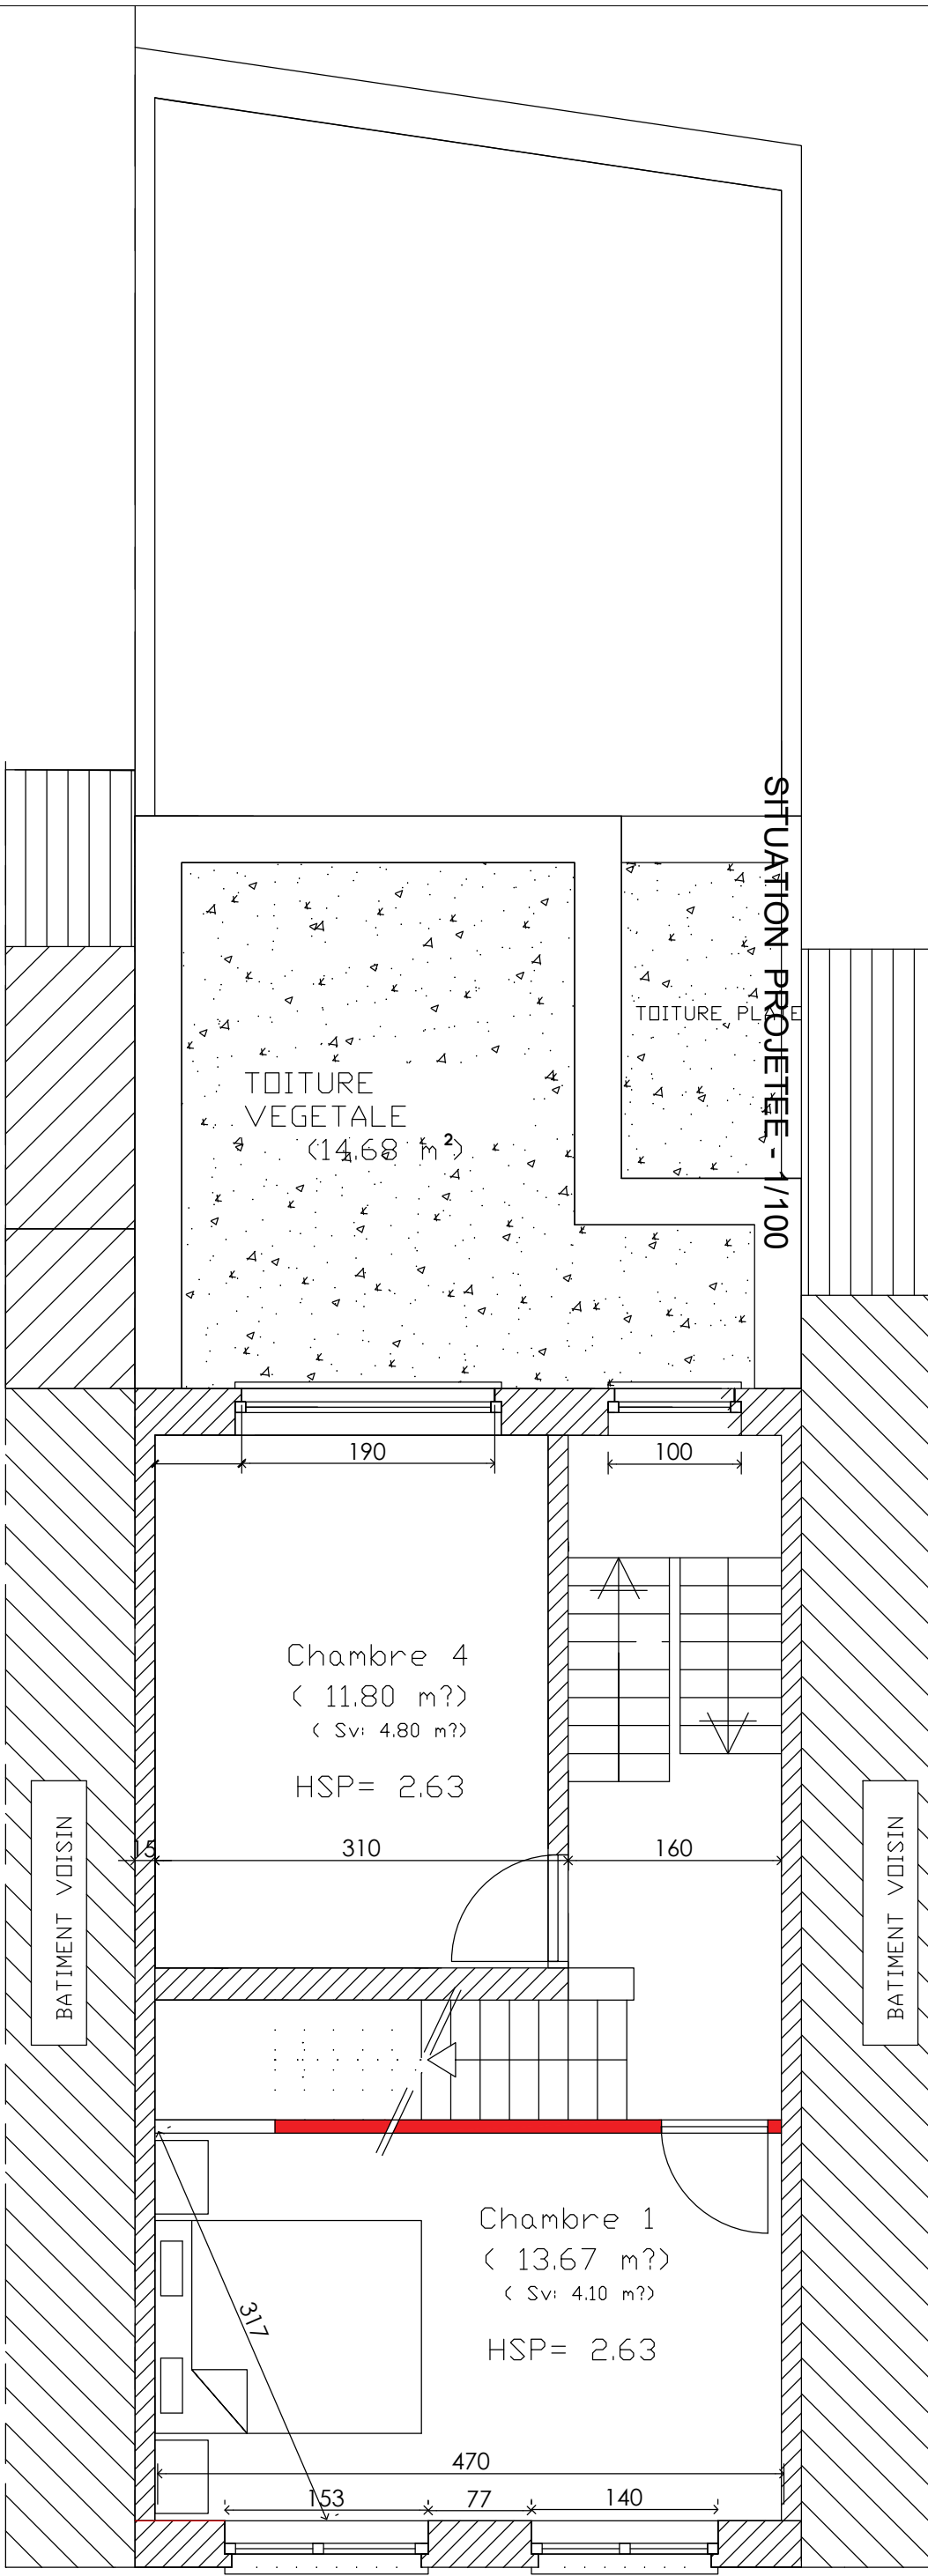 SITUATION PROJETEE - 1/100
TOITURE PLATE
TOITURE
VEGETALE
(14.68 m²)
190
100
Chambre 4
( 11.80 m?)
( Sv: 4.80 m?)
HSP= 2.63
BATIMENT VOISIN
BATIMENT VOISIN
15
310
160
Chambre 1
( 13.67 m?)
( Sv: 4.10 m?)
HSP= 2.63
317
470
153
77
140